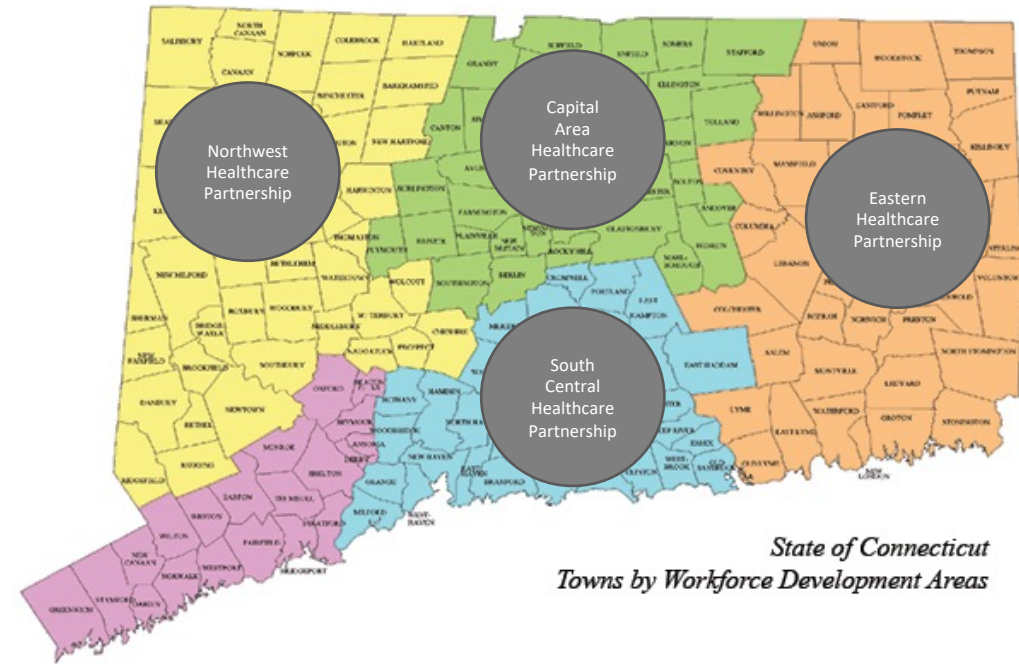 SALISBURY
NORTH
CANAAN
CANAAN
NORFOLK
COLEBROOK
HARTLAND
BARKHAMSTED
WINCHESTER
NEW HARTFORD
HARWINTON
THOMASTON
PLYMOUTH
WATERTOWN
WOLCOTT
BETHLEHEM
NEW MILFORD
SHERMAN
ROXBURY
WOODBURY
MIDDLEBURY
WATERBURY
CHESHIRE
PROSPECT
NAUGATUCK
SOUTHBURY
BRIDGE-
WATER
BROOKFIELD
NEW
FAIRFIELD
DANBURY
BETHEL
NEWTOWN
REDDING
RIDGEFIELD
Northwest
Healthcare
Partnership
GRANBY
SUFFIELD
ENFIELD
SOMERS
STAFFORD
ELLINGTON
TOLLAND
CANTON
BURLINGTON
FARMINGTON
BRISTOL
PLAINVILLE
NEW
BRITAIN
BERLIN
SOUTHINGTON
ROCKY HILL
GLASTONBURY
BOLTON
ANDOVER
HEBRON
MARL-
BOROUGH
Capital
Area
Healthcare
Partnership
UNION
WOODSTOCK
THOMPSON
PUTNAM
WILLINGTON
ASHFORD
EASTFORD
POMFRET
KILLINGLY
MANSFIELD
COVENTRY
COLUMBIA
LEBANON
COLCHESTER
BOZRAH
NORWICH
PRESTON
NORTH STONINGTON
SALEM
MONTVILLE
LEDYARD
LYME
EAST LYME
WATERFORD
GROTON
STONINGTON
OLD LYME
NEW
LONDON
Eastern
Healthcare
Partnership
CROMWELL
PORTLAND
EAST
HAMPTON
EAST HADDAM
BETHANY
HAMDEN
WOODBRIDGE
NEW HAVEN
EAST
HAVEN
BRANFORD
ORANGE
MILFORD
WEST
HAVEN
CLINTON
WEST-
BROOK
ESSEX
OLD
SAYBROOK
South
Central
Healthcare
Partnership
OXFORD
SEYMOUR
ANSONIA
DERBY
MONROE
SHELTON
TRUMBULL
EASTON
STRATFORD
FAIRFIELD
BRIDGEPORT
WESTON
WESTPORT
WILTON
NORWALK
NEW
CANAAN
DARIEN
STAMFORD
GREENWICH
State of Connecticut
Towns by Workforce Development Areas